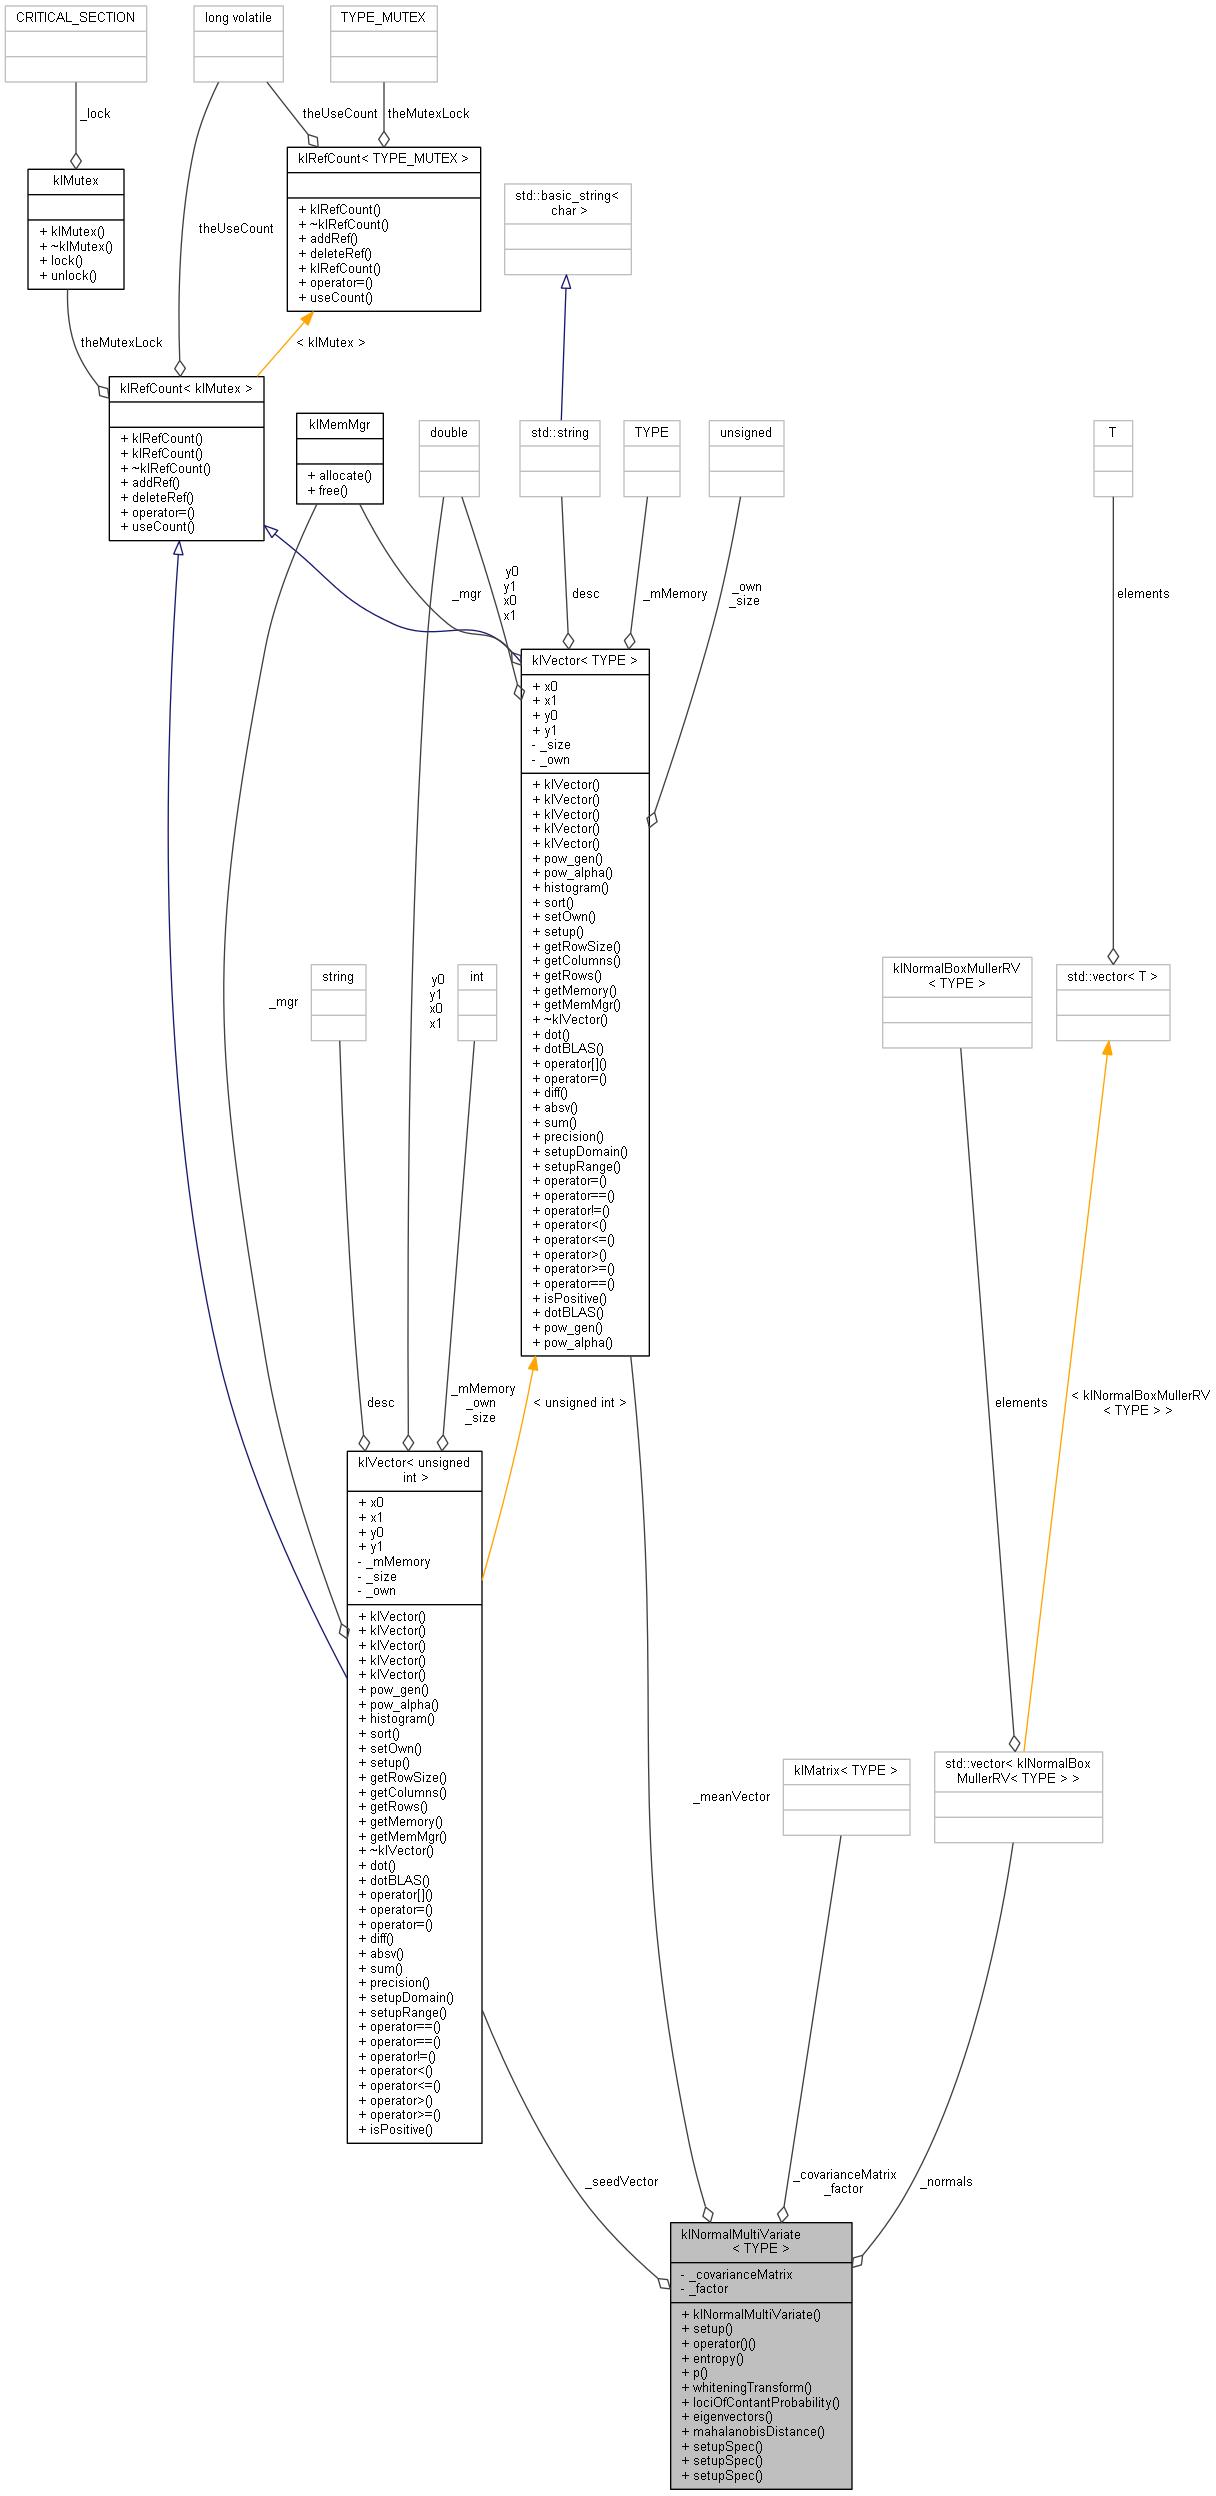 CRITICAL_SECTION
long volatile
TYPE_MUTEX
_lock
theUseCount
theMutexLock
klRefCount< TYPE_MUTEX >
+ klRefCount()
+ ~klRefCount()
+ addRef()
+ deleteRef()
+ klRefCount()
+ operator=()
+ useCount()
klMutex
+ klMutex()
+ ~klMutex()
+ lock()
+ unlock()
std::basic_string<
char >
theUseCount
theMutexLock
< klMutex >
klRefCount< klMutex >
+ klRefCount()
+ klRefCount()
+ ~klRefCount()
+ addRef()
+ deleteRef()
+ operator=()
+ useCount()
klMemMgr
+ allocate()
+ free()
double
std::string
TYPE
unsigned
T
_mgr
y0
y1
x0
x1
desc
_mMemory
_own
_size
elements
klVector< TYPE >
+ x0
+ x1
+ y0
+ y1
- _size
- _own
+ klVector()
+ klVector()
+ klVector()
+ klVector()
+ klVector()
+ pow_gen()
+ pow_alpha()
+ histogram()
+ sort()
+ setOwn()
+ setup()
+ getRowSize()
+ getColumns()
+ getRows()
+ getMemory()
+ getMemMgr()
+ ~klVector()
+ dot()
+ dotBLAS()
+ operator[]()
+ operator=()
+ diff()
+ absv()
+ sum()
+ precision()
+ setupDomain()
+ setupRange()
+ operator=()
+ operator==()
+ operator!=()
+ operator<()
+ operator<=()
+ operator>()
+ operator>=()
+ operator==()
+ isPositive()
+ dotBLAS()
+ pow_gen()
+ pow_alpha()
string
int
_mgr
y0
y1
x0
x1
klNormalBoxMullerRV
< TYPE >
std::vector< T >
desc
_mMemory
_own
_size
< unsigned int >
elements
< klNormalBoxMullerRV
< TYPE > >
klVector< unsigned
int >
+ x0
+ x1
+ y0
+ y1
- _mMemory
- _size
- _own
+ klVector()
+ klVector()
+ klVector()
+ klVector()
+ klVector()
+ pow_gen()
+ pow_alpha()
+ histogram()
+ sort()
+ setOwn()
+ setup()
+ getRowSize()
+ getColumns()
+ getRows()
+ getMemory()
+ getMemMgr()
+ ~klVector()
+ dot()
+ dotBLAS()
+ operator[]()
+ operator=()
+ operator=()
+ diff()
+ absv()
+ sum()
+ precision()
+ setupDomain()
+ setupRange()
+ operator==()
+ operator==()
+ operator!=()
+ operator<()
+ operator<=()
+ operator>()
+ operator>=()
+ isPositive()
_meanVector
klMatrix< TYPE >
std::vector< klNormalBox
MullerRV< TYPE > >
_seedVector
_covarianceMatrix
_factor
_normals
klNormalMultiVariate
< TYPE >
- _covarianceMatrix
- _factor
+ klNormalMultiVariate()
+ setup()
+ operator()()
+ entropy()
+ p()
+ whiteningTransform()
+ lociOfContantProbability()
+ eigenvectors()
+ mahalanobisDistance()
+ setupSpec()
+ setupSpec()
+ setupSpec()